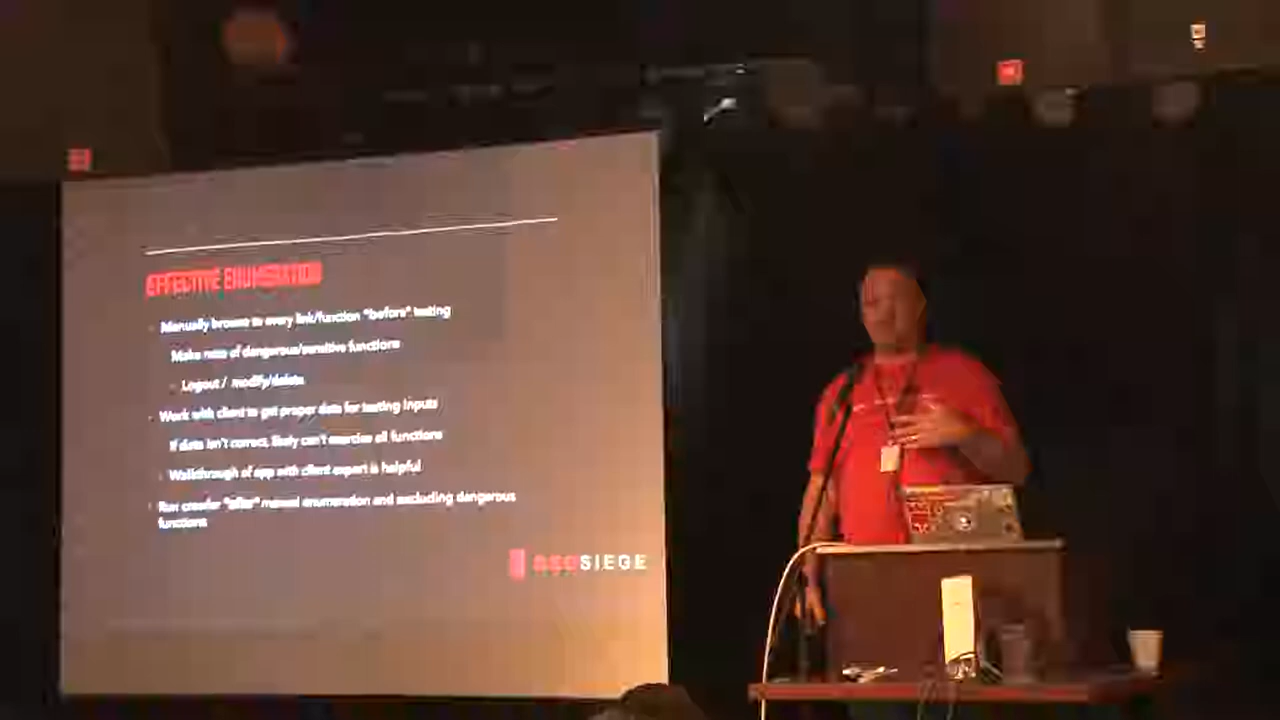 EFFECTIVE ENUMERATION
Manually browse to every link/function "before" testing
Make note of dangerous/sensitive functions
Logout / modify/delete
Work with client to get proper data for testing inputs
If data isn't correct, likely can't exercise all functions
Walkthrough of app with client expert is helpful
Run crawler "after" manual enumeration and excluding dangerous
functions
SIEGE